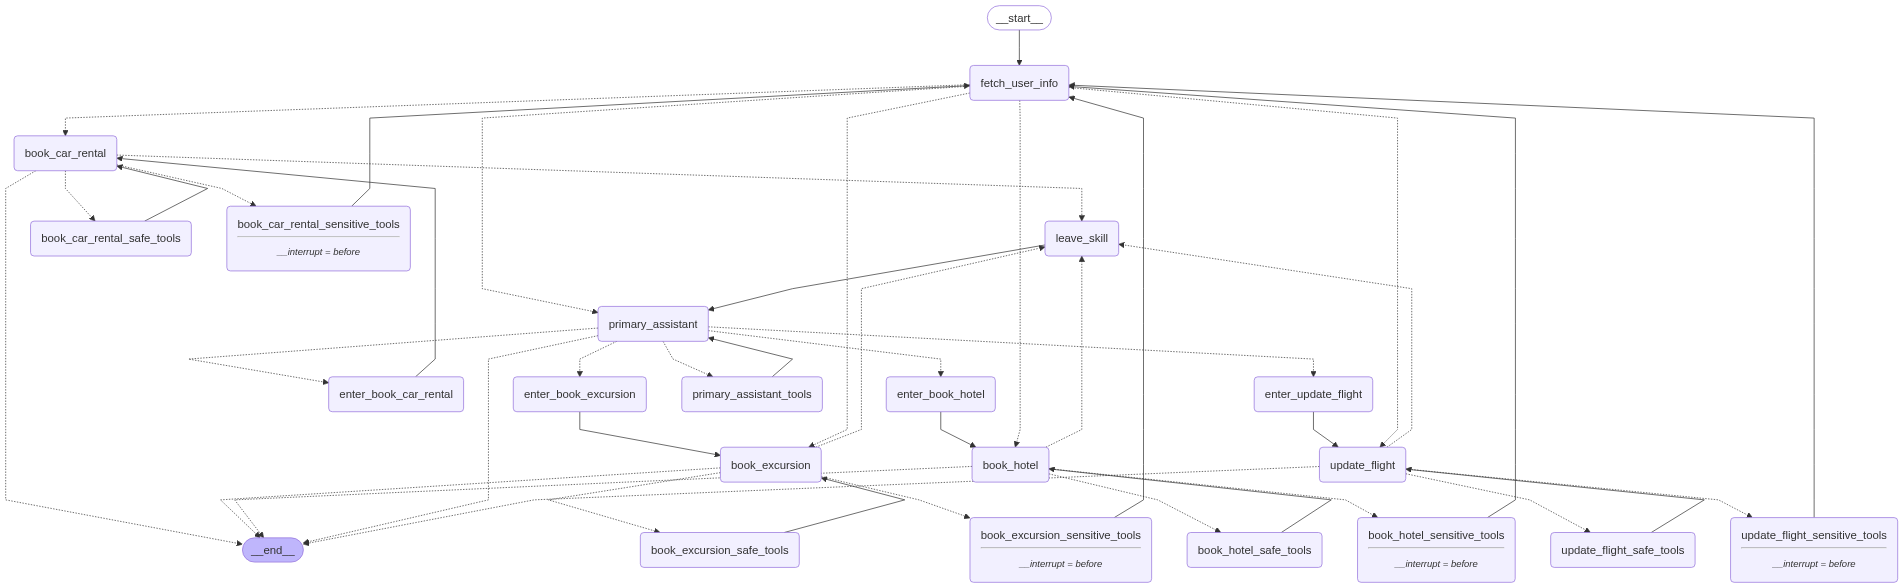 __start__
fetch_user_info
book_car_rental
book_car_rental_safe_tools
book_car_rental_sensitive_tools
__interrupt = before
leave_skill
primary_assistant
enter_book_car_rental
enter_book_excursion
primary_assistant_tools
enter_book_hotel
enter_update_flight
book_excursion
book_hotel
update_flight
__end__
book_excursion_safe_tools
book_excursion_sensitive_tools
__interrupt = before
book_hotel_safe_tools
book_hotel_sensitive_tools
__interrupt = before
update_flight_safe_tools
update_flight_sensitive_tools
__interrupt = before